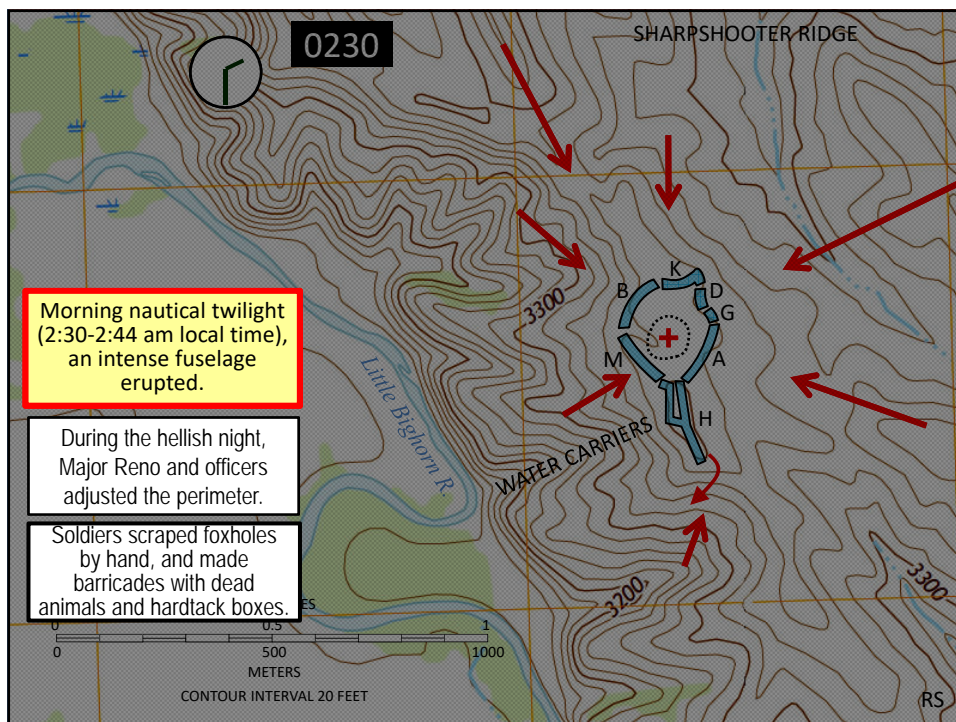 0230
SHARPSHOOTER RIDGE
K
B
D
G
3300
M
A
H
Morning nautical twilight
(2:30-2:44 am local time),
an intense fuselage
erupted.
Little Bighorn R.
WATER CARRIERS
During the hellish night,
Major Reno and officers
adjusted the perimeter.
Soldiers scraped foxholes
by hand, and made
barricades with dead
animals and hardtack boxes.
3200
3300
0 0.5 1
0 500 1000
METERS
CONTOUR INTERVAL 20 FEET
RS